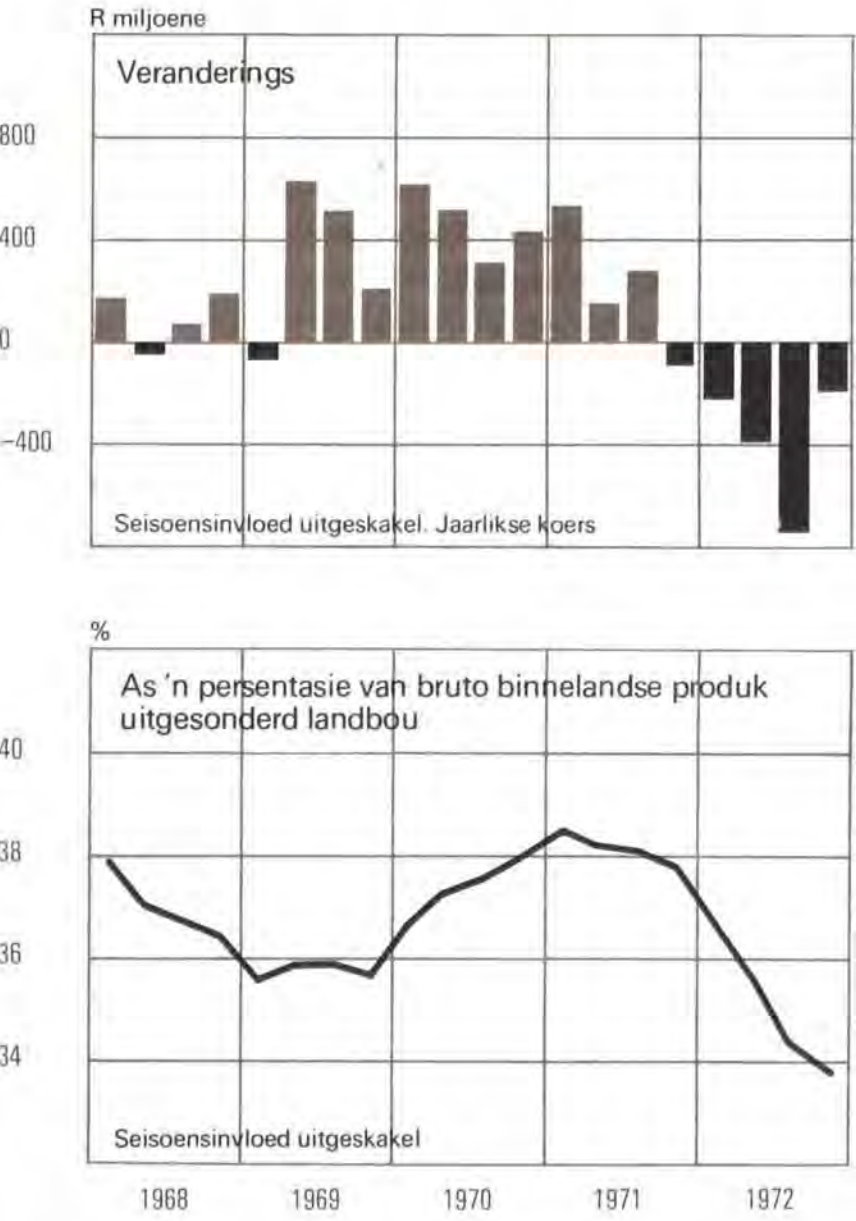 R miljoene
Veranderings
800
400
0
-400
Seisoensinvloed uitgeskakel. Jaarlikse koers
%
As 'n persentasie van bruto binnelandse produk
uitgesonderd landbou
40
38
36
34
Seisoensinvloed uitgeskakel
1968 1969 1970 1971 1972